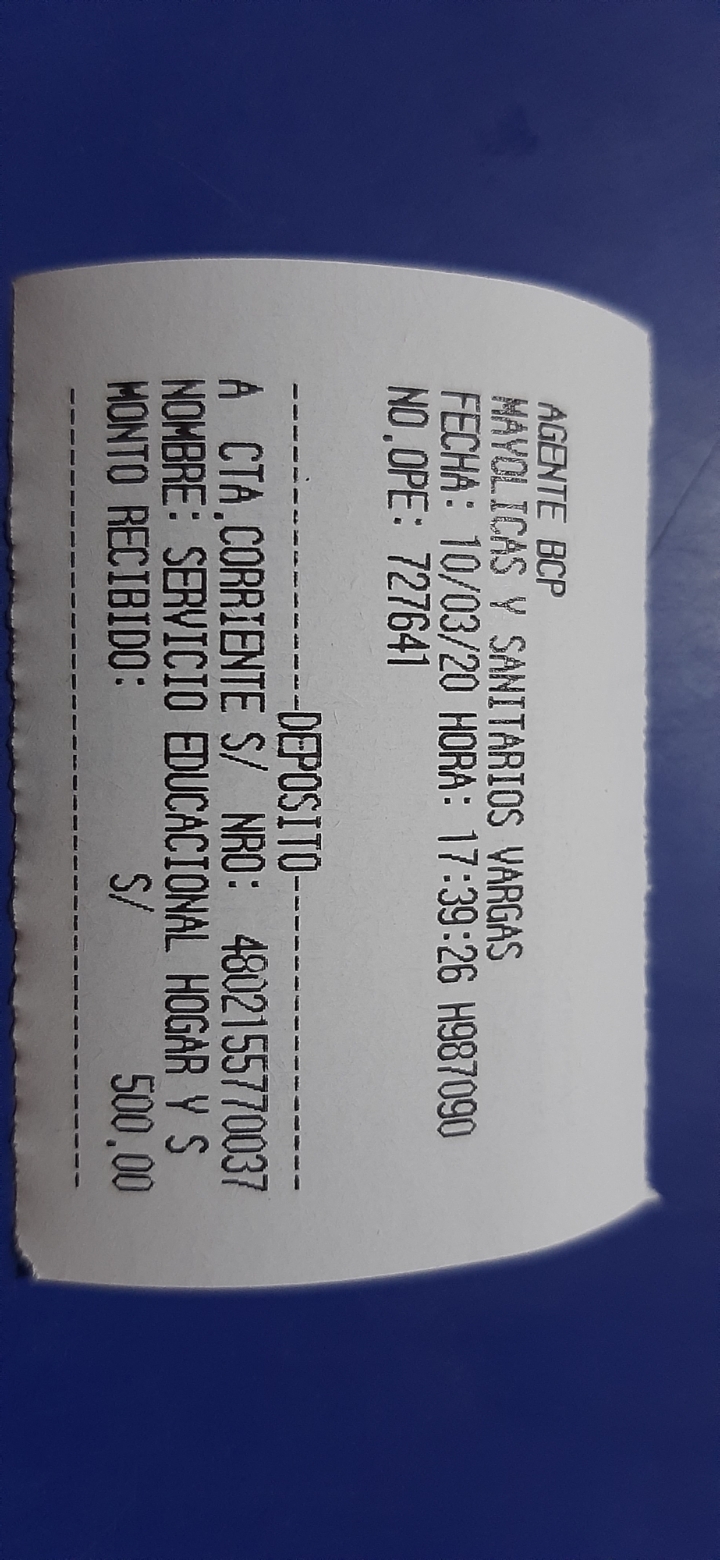 AGENTE BCP
MAYOLICAS Y SANITARIOS VARGAS
FECHA: 10/03/20 HORA: 17:39:26 H987090
NO.OPE: 727641
------------------DEPOSITO------------------
A CTA.CORRIENTE S/ NRO: 4802155770037
NOMBRE: SERVICIO EDUCACIONAL HOGAR Y S
MONTO RECIBIDO: S/ 500.00
--------------------------------------------